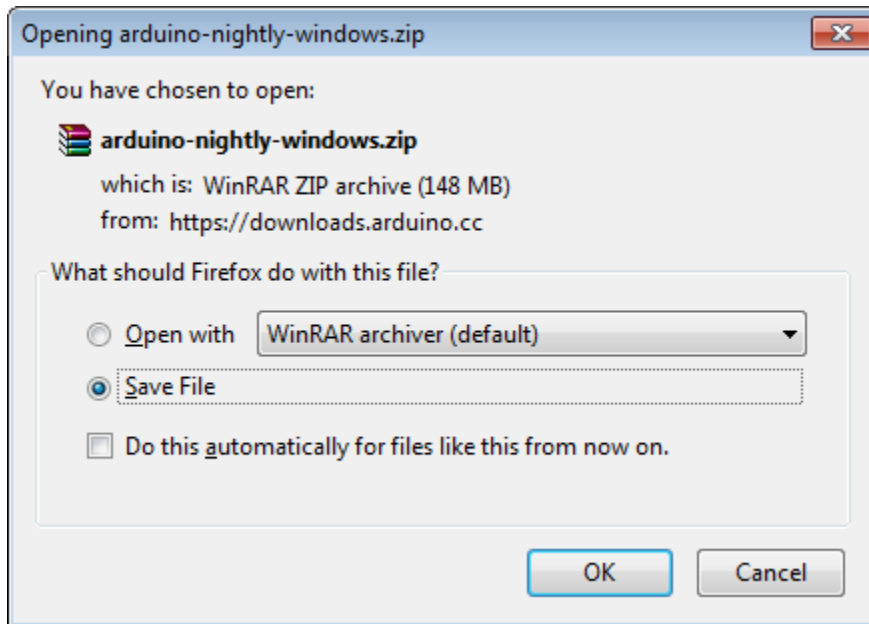 Opening arduino-nightly-windows.zip
You have chosen to open:
arduino-nightly-windows.zip
which is: WinRAR ZIP archive (148 MB)
from: https://downloads.arduino.cc
What should Firefox do with this file?
Open with WinRAR archiver (default)
Save File
Do this automatically for files like this from now on.
OK Cancel